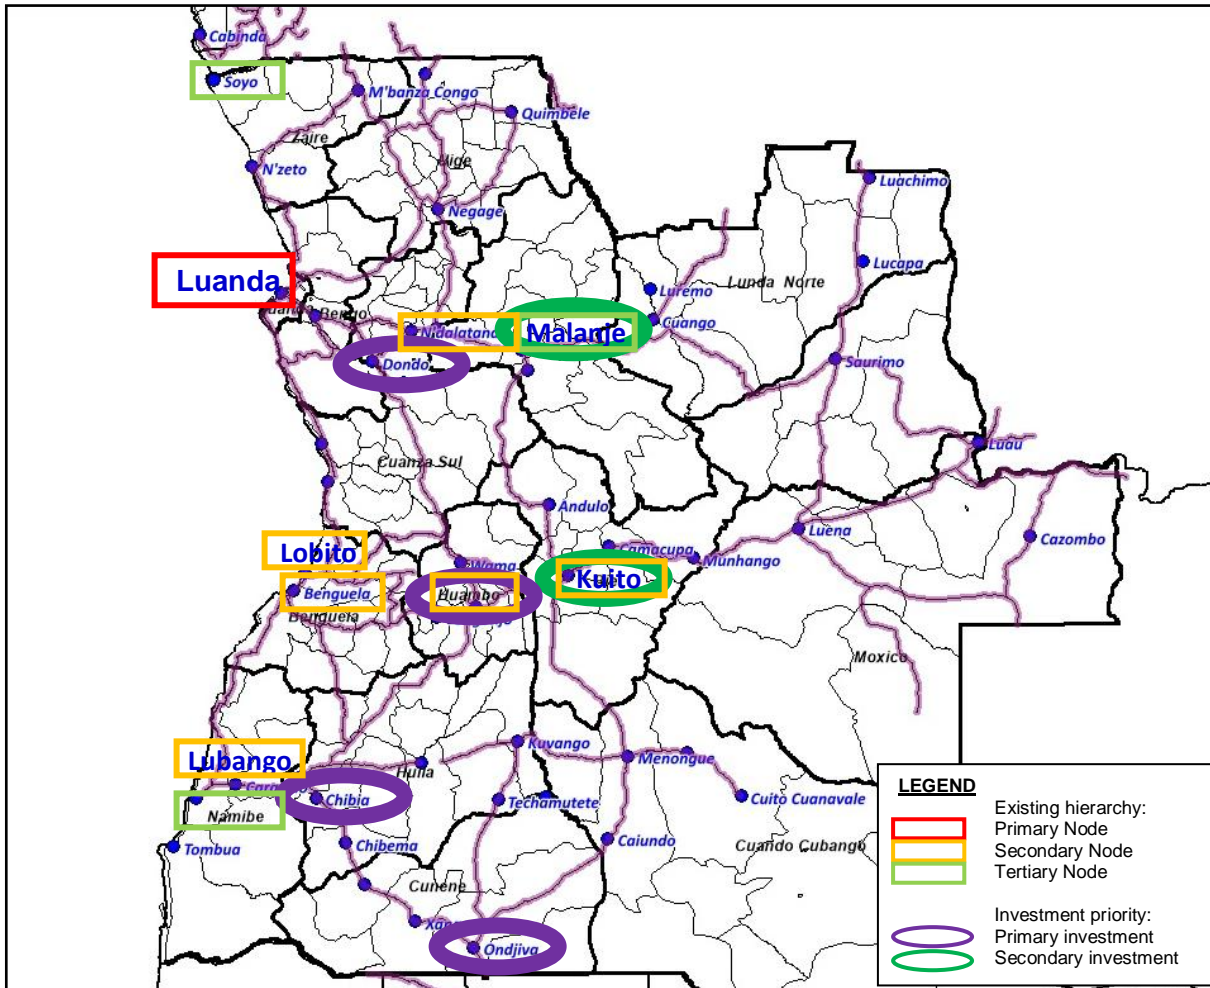 Cabinda
Soyo
M'banza Congo
Quimbele
Zaire
Uige
N'zeto
Luachimo
Negage
Lucapa
Luanda
Luremo
Lunda Norte
Bengo
Cuango
Malanje
Dondo
Saurimo
Luau
Cuanza Sul
Andulo
Luena
Cazombo
Lobito
Camacupa
Munhango
Wama
Kuito
Benguela
Huambo
Benguela
Moxico
Kuvango
Lubango
Menongue
Huila
Chibia
Techamutete
Cuito Cuanavale
Namibe
Tombua
Chibema
Caiundo
Cuando Cubango
Cunene
Ondjiva
LEGEND
Existing hierarchy:
Primary Node
Secondary Node
Tertiary Node
Investment priority:
Primary investment
Secondary investment